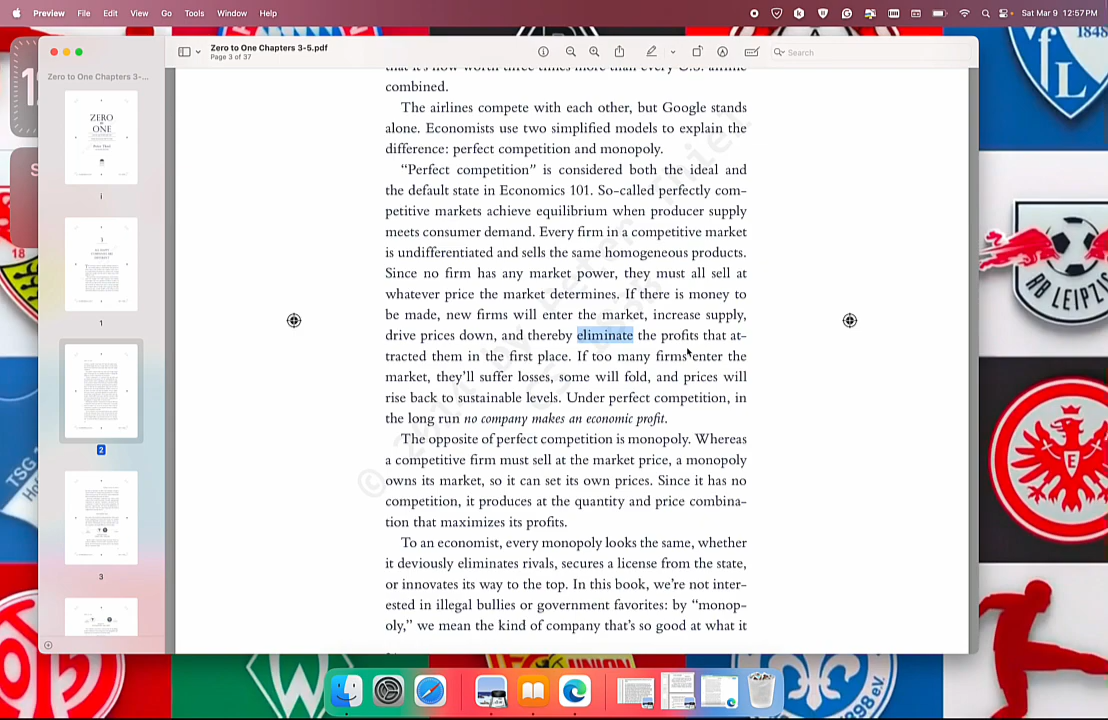 Preview File Edit View Go Tools Window Help
Sat Mar 9 12:57 PM
Zero to One Chapters 3-5.pdf
Page 3 of 37
Search
Zero to One Chapters 3-...
ZERO
ONE
i
1
2
3
combined.
The airlines compete with each other, but Google stands
alone. Economists use two simplified models to explain the
difference: perfect competition and monopoly.
“Perfect competition” is considered both the ideal and
the default state in Economics 101. So-called perfectly com-
petitive markets achieve equilibrium when producer supply
meets consumer demand. Every firm in a competitive market
is undifferentiated and sells the same homogeneous products.
Since no firm has any market power, they must all sell at
whatever price the market determines. If there is money to
be made, new firms will enter the market, increase supply,
drive prices down, and thereby eliminate the profits that at-
tracted them in the first place. If too many firms enter the
market, they’ll suffer losses, some will fold, and prices will
rise back to sustainable levels. Under perfect competition, in
the long run no company makes an economic profit.
The opposite of perfect competition is monopoly. Whereas
a competitive firm must sell at the market price, a monopoly
owns its market, so it can set its own prices. Since it has no
competition, it produces at the quantity and price combina-
tion that maximizes its profits.
To an economist, every monopoly looks the same, whether
it deviously eliminates rivals, secures a license from the state,
or innovates its way to the top. In this book, we’re not inter-
ested in illegal bullies or government favorites: by “monop-
oly,” we mean the kind of company that’s so good at what it
18
TSG
1848
VfL
RB LEIPZIG
UNION